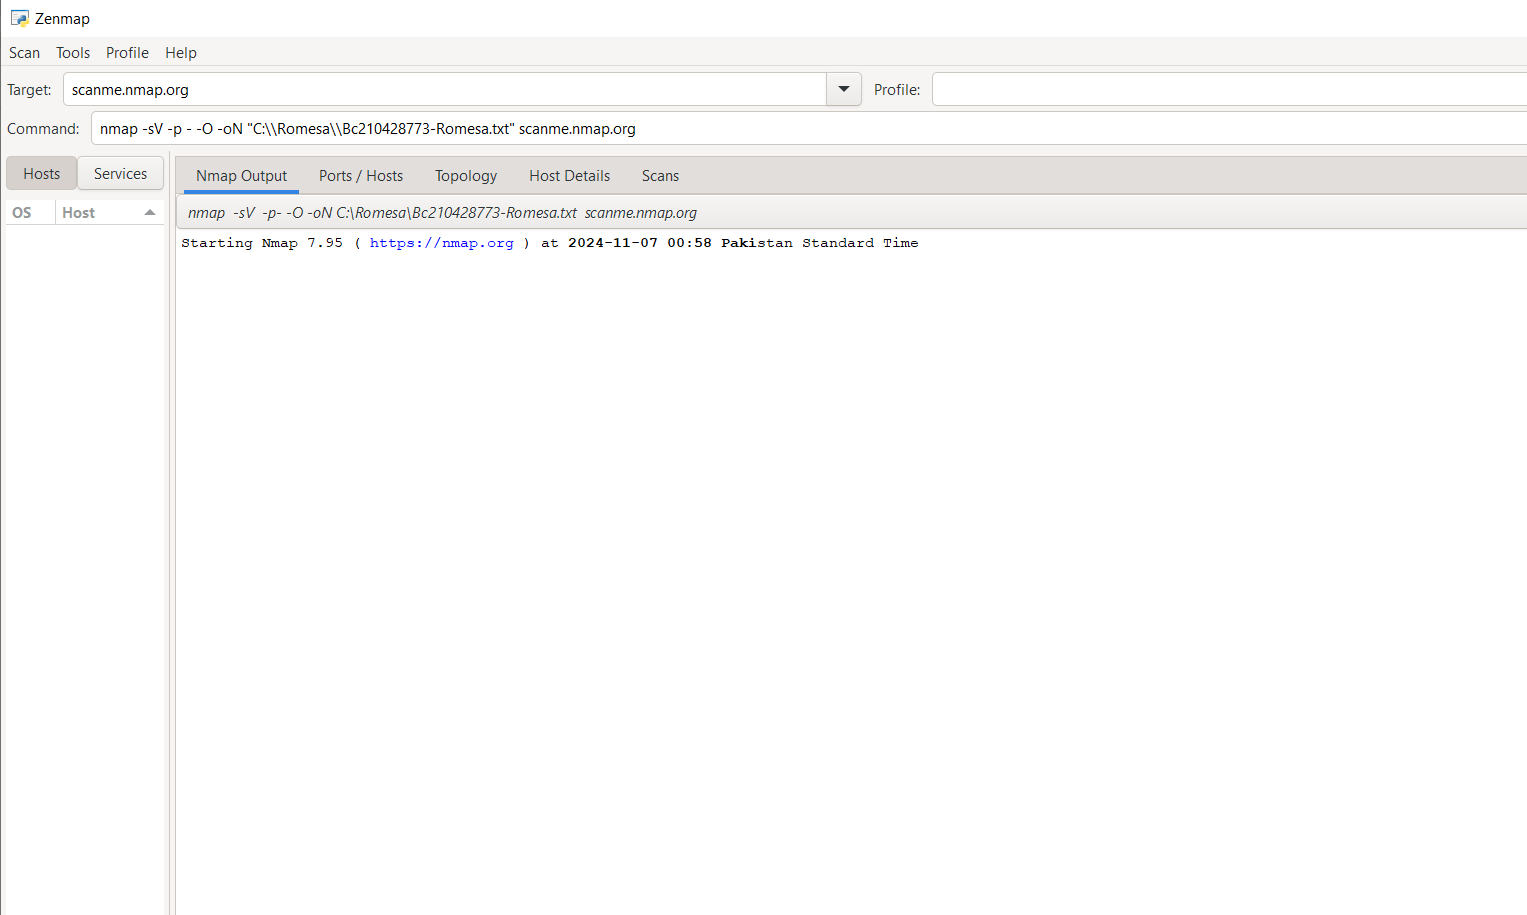 Zenmap
Scan Tools Profile Help
Target: scanme.nmap.org Profile:
Command: nmap -sV -p - -O -oN "C:\\Romesa\\Bc210428773-Romesa.txt" scanme.nmap.org
Hosts Services Nmap Output Ports / Hosts Topology Host Details Scans
OS Host nmap -sV -p- -O -oN C:\Romesa\Bc210428773-Romesa.txt scanme.nmap.org
Starting Nmap 7.95 ( https://nmap.org ) at 2024-11-07 00:58 Pakistan Standard Time